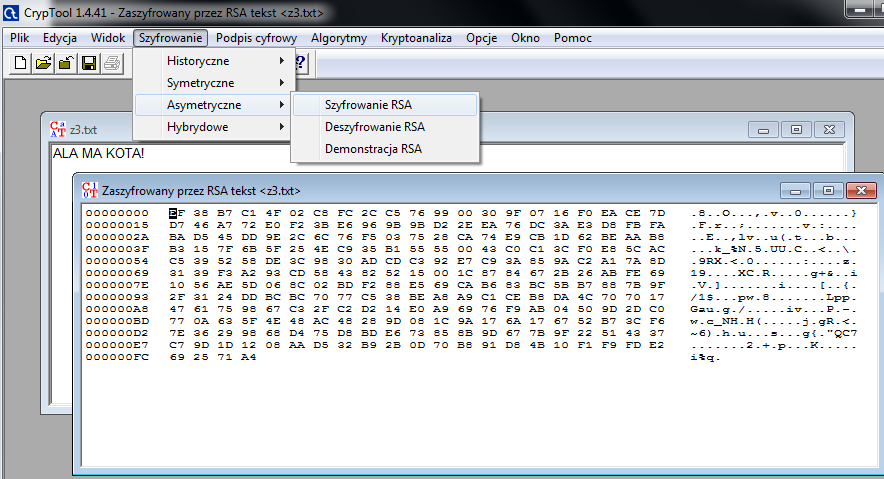 CrypTool 1.4.41 - Zaszyfrowany przez RSA tekst <z3.txt>
Plik Edycja Widok Szyfrowanie Podpis cyfrowy Algorytmy Kryptoanaliza Opcje Okno Pomoc
Historyczne
Symetryczne
Asymetryczne
Hybrydowe
Szyfrowanie RSA
Deszyfrowanie RSA
Demonstracja RSA
z3.txt
ALA MA KOTA!
Zaszyfrowany przez RSA tekst <z3.txt>
00000000 EF 38 B7 C1 4F 02 C8 FC 2C C5 76 99 00 30 9F 07 16 F0 EA CE 7D .8..O...,.v..0......}
00000015 D7 46 A7 72 E0 F2 3B E6 96 9B 9B D2 2E EA 76 DC 3A E3 D8 FB FA .F.r..;.......v.:....
0000002A BA D5 45 DD 9E 2C 6C 76 F5 03 75 28 CA 74 E9 CB 1D 62 BE AA B8 ..E..,lv..u(.t...b...
0000003F B3 15 7F 6B 5F 25 4E C9 35 B1 55 55 00 43 C0 C1 3C F0 E8 5C AC ...k_%N.5.UU.C..<..\.
00000054 C5 39 52 58 DE 3C 98 30 AD CD C3 92 E7 C9 3A 85 9A C2 A1 7A 8D .9RX.<.0......:....z.
00000069 31 39 F3 A2 93 CD 58 43 82 52 15 00 1C 87 84 67 2B 26 AB FE 69 19....XC.R.....g+&..i
0000007E 10 56 AE 5D 06 8C 02 BD DF 88 E5 69 CA B6 83 BC 5B B7 88 7B 9F .V.].......i....[..{.
00000093 2F 31 24 DD BC BC 70 77 C5 38 BE A8 A9 C1 CE B8 DA 4C 70 70 17 /1$...pw.8.......Lpp.
000000A8 47 61 75 98 67 C3 2F C2 D2 14 E0 A9 69 76 F9 AB 04 50 9D 2D C0 Gau.g./.....iv...P.-.
000000BD 77 0A 63 5F 4E 48 AC 48 28 89 0D 08 1C 9A 17 6A 17 67 52 B7 3C F6 w.c_NH.H(.....j.gR.<.
000000D2 7E 36 29 98 68 D4 75 D8 BD E6 73 85 8B 9D 67 7B 9F 22 51 43 37 ~6).h.u...s...g{."QC7
000000E7 C7 9D 1D 12 08 AA D5 32 B9 2B 0D 70 B8 91 D8 4B 10 F1 F9 FD E2 .......2.+.p...K.....
000000FC 69 25 71 A4 i%q.